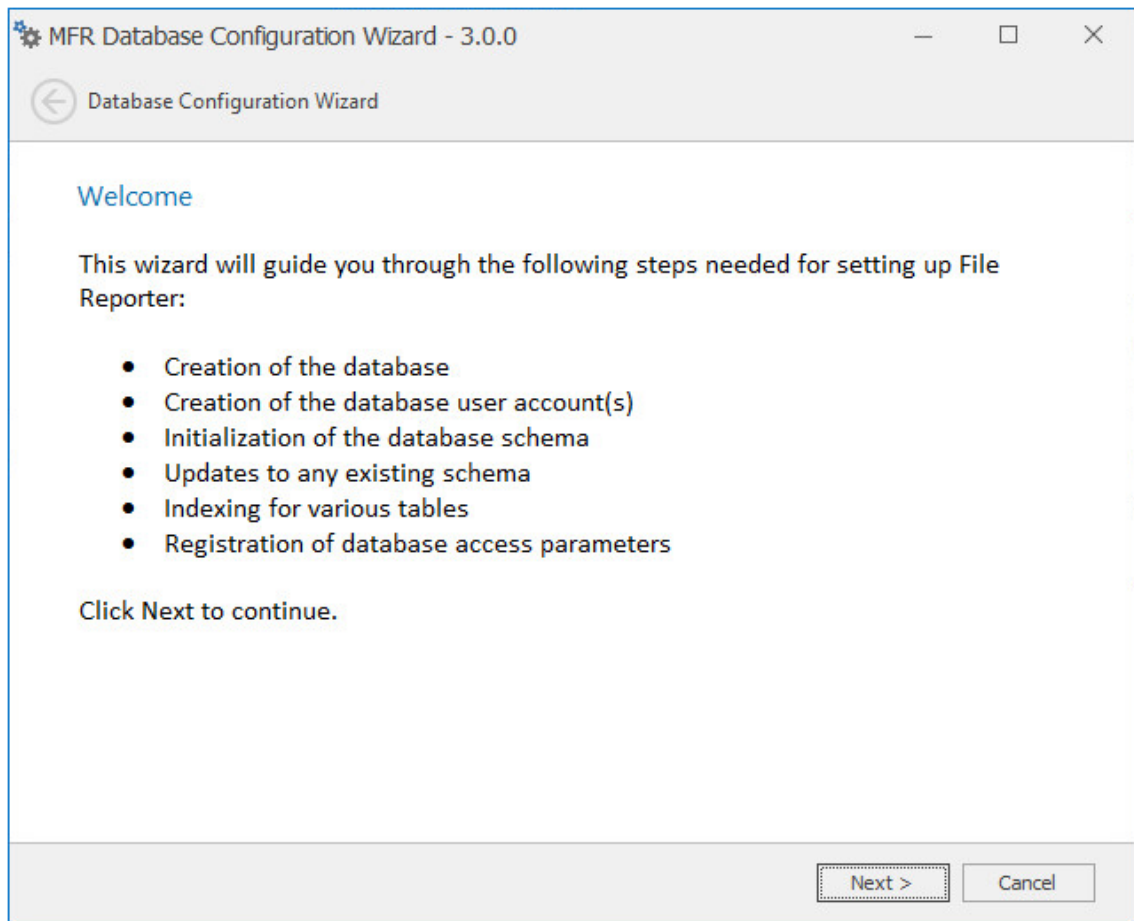 MFR Database Configuration Wizard - 3.0.0
Database Configuration Wizard
Welcome
This wizard will guide you through the following steps needed for setting up File
Reporter:
• Creation of the database
• Creation of the database user account(s)
• Initialization of the database schema
• Updates to any existing schema
• Indexing for various tables
• Registration of database access parameters
Click Next to continue.
Next >
Cancel